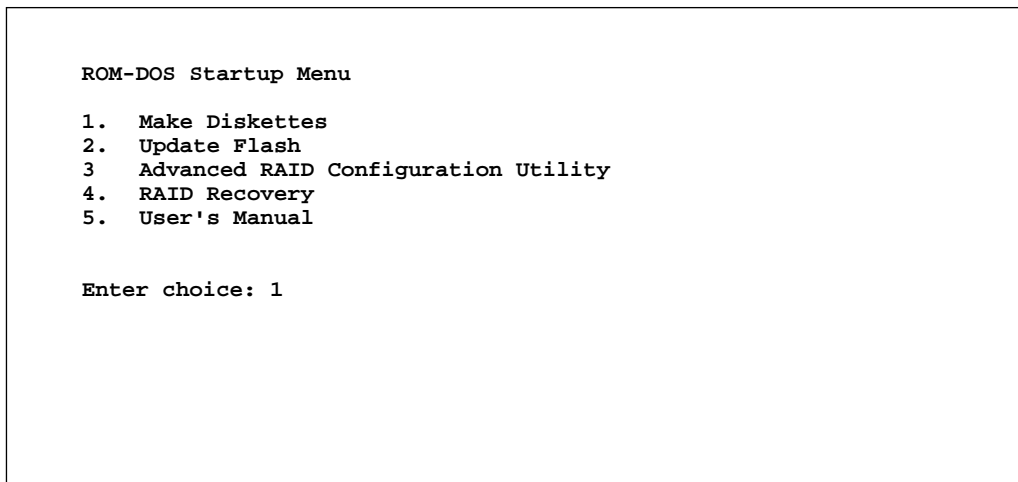 ROM-DOS Startup Menu
1. Make Diskettes
2. Update Flash
3 Advanced RAID Configuration Utility
4. RAID Recovery
5. User's Manual
Enter choice: 1